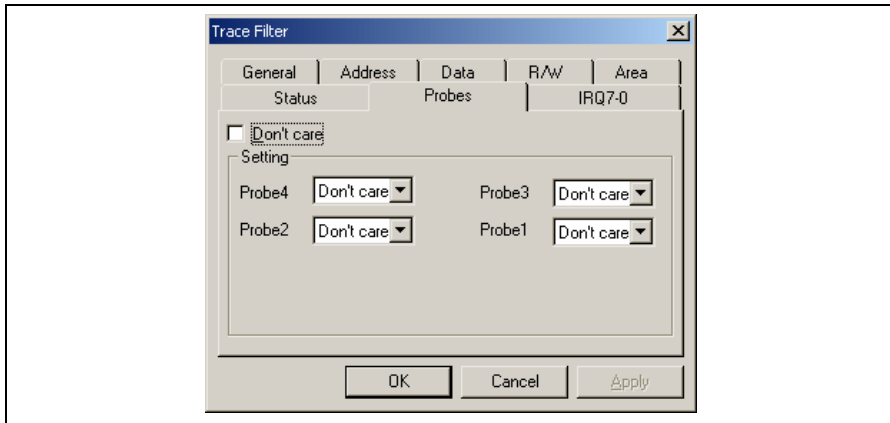 Trace Filter
General Address Data R/W Area
Status Probes IRQ7-0
Don't care
Setting
Probe4 Don't care Probe3 Don't care
Probe2 Don't care Probe1 Don't care
OK Cancel Apply